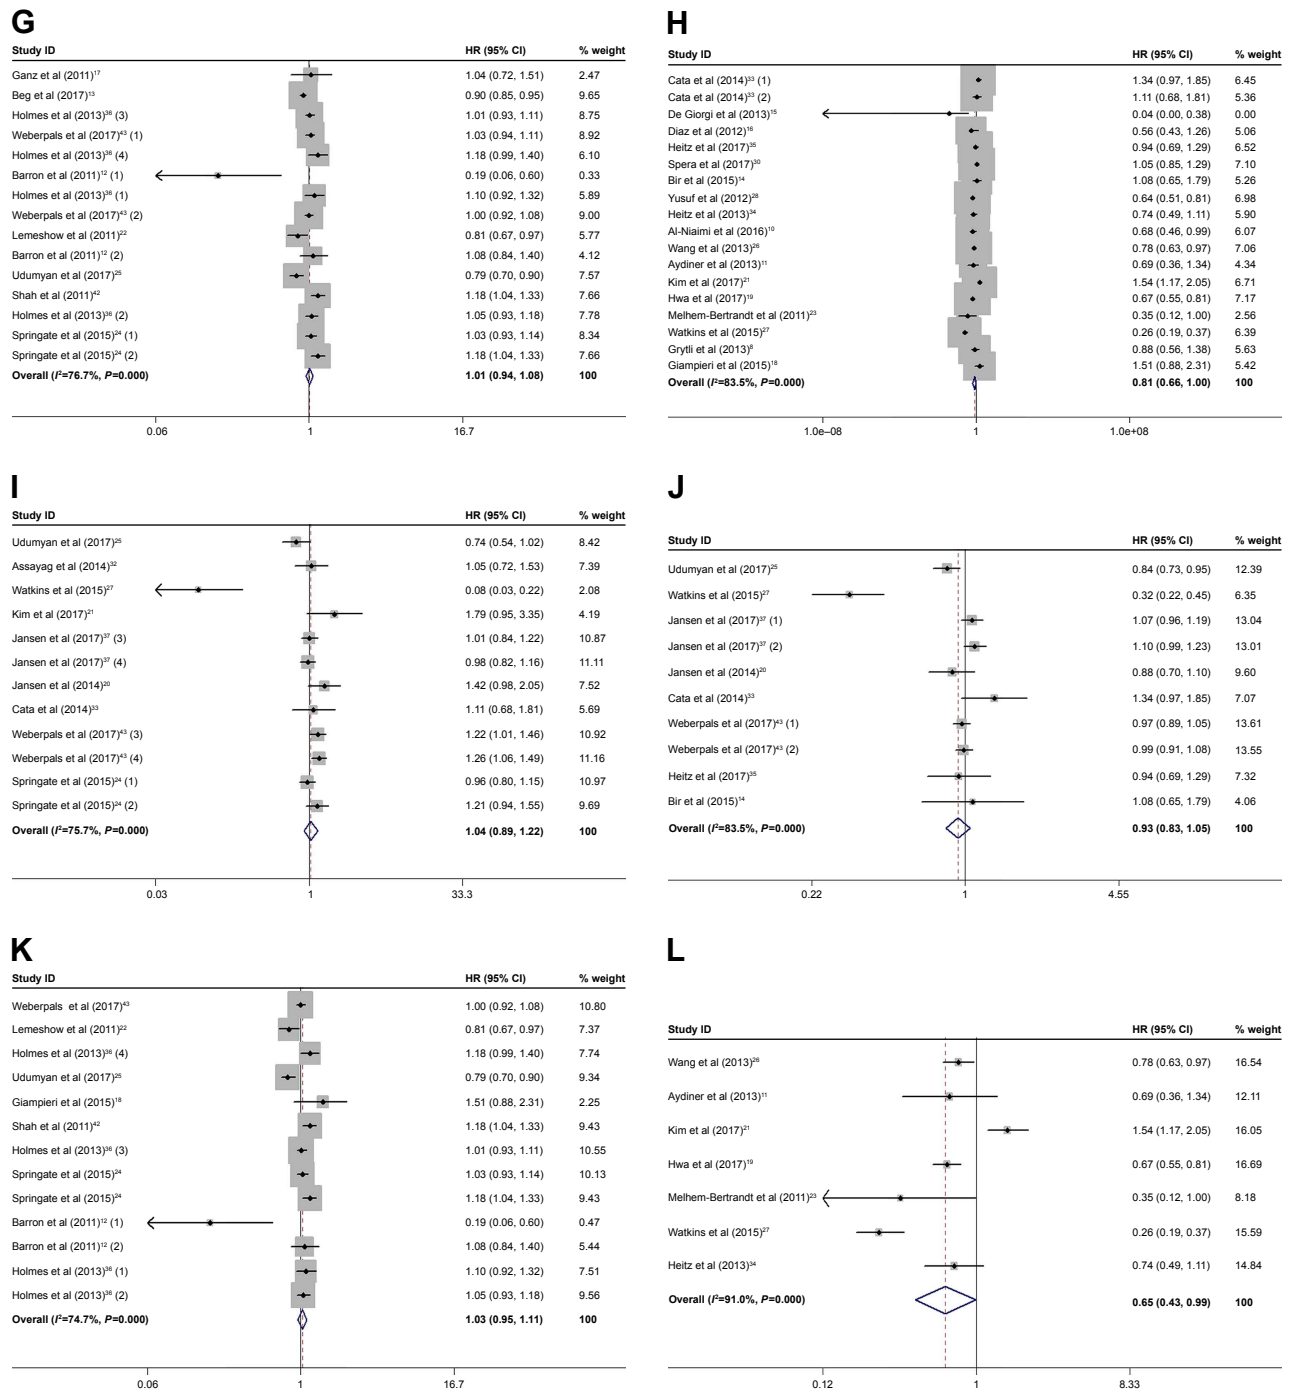 G
Study ID HR (95% CI) % weight
Ganz et al (2011)17 1.04 (0.72, 1.51) 2.47
Beg et al (2017)13 0.90 (0.85, 0.95) 9.65
Holmes et al (2013)36 (3) 1.01 (0.93, 1.11) 8.75
Weberpals et al (2017)43 (1) 1.03 (0.94, 1.11) 8.92
Holmes et al (2013)36 (4) 1.18 (0.99, 1.40) 6.10
Barron et al (2011)12 (1) 0.19 (0.06, 0.60) 0.33
Holmes et al (2013)36 (1) 1.10 (0.92, 1.32) 5.89
Weberpals et al (2017)43 (2) 1.00 (0.92, 1.08) 9.00
Lemeshow et al (2011)22 0.81 (0.67, 0.97) 5.77
Barron et al (2011)12 (2) 1.08 (0.84, 1.40) 4.12
Udumyan et al (2017)25 0.79 (0.70, 0.90) 7.57
Shah et al (2011)42 1.18 (1.04, 1.33) 7.66
Holmes et al (2013)36 (2) 1.05 (0.93, 1.18) 7.78
Springate et al (2015)24 (1) 1.03 (0.93, 1.14) 8.34
Springate et al (2015)24 (2) 1.18 (1.04, 1.33) 7.66
Overall (I²=76.7%, P=0.000) 1.01 (0.94, 1.08) 100
0.06 1 16.7
H
Study ID HR (95% CI) % weight
Cata et al (2014)33 (1) 1.34 (0.97, 1.85) 6.45
Cata et al (2014)33 (2) 1.11 (0.68, 1.81) 5.36
De Giorgi et al (2013)15 0.04 (0.00, 0.38) 0.00
Diaz et al (2012)16 0.56 (0.43, 1.26) 5.06
Heitz et al (2017)35 0.94 (0.69, 1.29) 6.52
Spera et al (2017)30 1.05 (0.85, 1.29) 7.10
Bir et al (2015)14 1.08 (0.65, 1.79) 5.26
Yusuf et al (2012)28 0.64 (0.51, 0.81) 6.98
Heitz et al (2013)34 0.74 (0.49, 1.11) 5.90
Al-Niaimi et al (2016)10 0.68 (0.46, 0.99) 6.07
Wang et al (2013)26 0.78 (0.63, 0.97) 7.06
Aydiner et al (2013)11 0.69 (0.36, 1.34) 4.34
Kim et al (2017)21 1.54 (1.17, 2.05) 6.71
Hwa et al (2017)19 0.67 (0.55, 0.81) 7.17
Melhem-Bertrandt et al (2011)23 0.35 (0.12, 1.00) 2.56
Watkins et al (2015)27 0.26 (0.19, 0.37) 6.39
Grytli et al (2013)8 0.88 (0.56, 1.38) 5.63
Giampieri et al (2015)18 1.51 (0.88, 2.31) 5.42
Overall (I²=83.5%, P=0.000) 0.81 (0.66, 1.00) 100
1.0e–08 1 1.0e+08
I
Study ID HR (95% CI) % weight
Udumyan et al (2017)25 0.74 (0.54, 1.02) 8.42
Assayag et al (2014)32 1.05 (0.72, 1.53) 7.39
Watkins et al (2015)27 0.08 (0.03, 0.22) 2.08
Kim et al (2017)21 1.79 (0.95, 3.35) 4.19
Jansen et al (2017)37 (3) 1.01 (0.84, 1.22) 10.87
Jansen et al (2017)37 (4) 0.98 (0.82, 1.16) 11.11
Jansen et al (2014)20 1.42 (0.98, 2.05) 7.52
Cata et al (2014)33 1.11 (0.68, 1.81) 5.69
Weberpals et al (2017)43 (3) 1.22 (1.01, 1.46) 10.92
Weberpals et al (2017)43 (4) 1.26 (1.06, 1.49) 11.16
Springate et al (2015)24 (1) 0.96 (0.80, 1.15) 10.97
Springate et al (2015)24 (2) 1.21 (0.94, 1.55) 9.69
Overall (I²=75.7%, P=0.000) 1.04 (0.89, 1.22) 100
0.03 1 33.3
J
Study ID HR (95% CI) % weight
Udumyan et al (2017)25 0.84 (0.73, 0.95) 12.39
Watkins et al (2015)27 0.32 (0.22, 0.45) 6.35
Jansen et al (2017)37 (1) 1.07 (0.96, 1.19) 13.04
Jansen et al (2017)37 (2) 1.10 (0.99, 1.23) 13.01
Jansen et al (2014)20 0.88 (0.70, 1.10) 9.60
Cata et al (2014)33 1.34 (0.97, 1.85) 7.07
Weberpals et al (2017)43 (1) 0.97 (0.89, 1.05) 13.61
Weberpals et al (2017)43 (2) 0.99 (0.91, 1.08) 13.55
Heitz et al (2017)35 0.94 (0.69, 1.29) 7.32
Bir et al (2015)14 1.08 (0.65, 1.79) 4.06
Overall (I²=83.5%, P=0.000) 0.93 (0.83, 1.05) 100
0.22 1 4.55
K
Study ID HR (95% CI) % weight
Weberpals et al (2017)43 1.00 (0.92, 1.08) 10.80
Lemeshow et al (2011)22 0.81 (0.67, 0.97) 7.37
Holmes et al (2013)36 (4) 1.18 (0.99, 1.40) 7.74
Udumyan et al (2017)25 0.79 (0.70, 0.90) 9.34
Giampieri et al (2015)18 1.51 (0.88, 2.31) 2.25
Shah et al (2011)42 1.18 (1.04, 1.33) 9.43
Holmes et al (2013)36 (3) 1.01 (0.93, 1.11) 10.55
Springate et al (2015)24 1.03 (0.93, 1.14) 10.13
Springate et al (2015)24 1.18 (1.04, 1.33) 9.43
Barron et al (2011)12 (1) 0.19 (0.06, 0.60) 0.47
Barron et al (2011)12 (2) 1.08 (0.84, 1.40) 5.44
Holmes et al (2013)36 (1) 1.10 (0.92, 1.32) 7.51
Holmes et al (2013)36 (2) 1.05 (0.93, 1.18) 9.56
Overall (I²=74.7%, P=0.000) 1.03 (0.95, 1.11) 100
0.06 1 16.7
L
Study ID HR (95% CI) % weight
Wang et al (2013)26 0.78 (0.63, 0.97) 16.54
Aydiner et al (2013)11 0.69 (0.36, 1.34) 12.11
Kim et al (2017)21 1.54 (1.17, 2.05) 16.05
Hwa et al (2017)19 0.67 (0.55, 0.81) 16.69
Melhem-Bertrandt et al (2011)23 0.35 (0.12, 1.00) 8.18
Watkins et al (2015)27 0.26 (0.19, 0.37) 15.59
Heitz et al (2013)34 0.74 (0.49, 1.11) 14.84
Overall (I²=91.0%, P=0.000) 0.65 (0.43, 0.99) 100
0.12 1 8.33